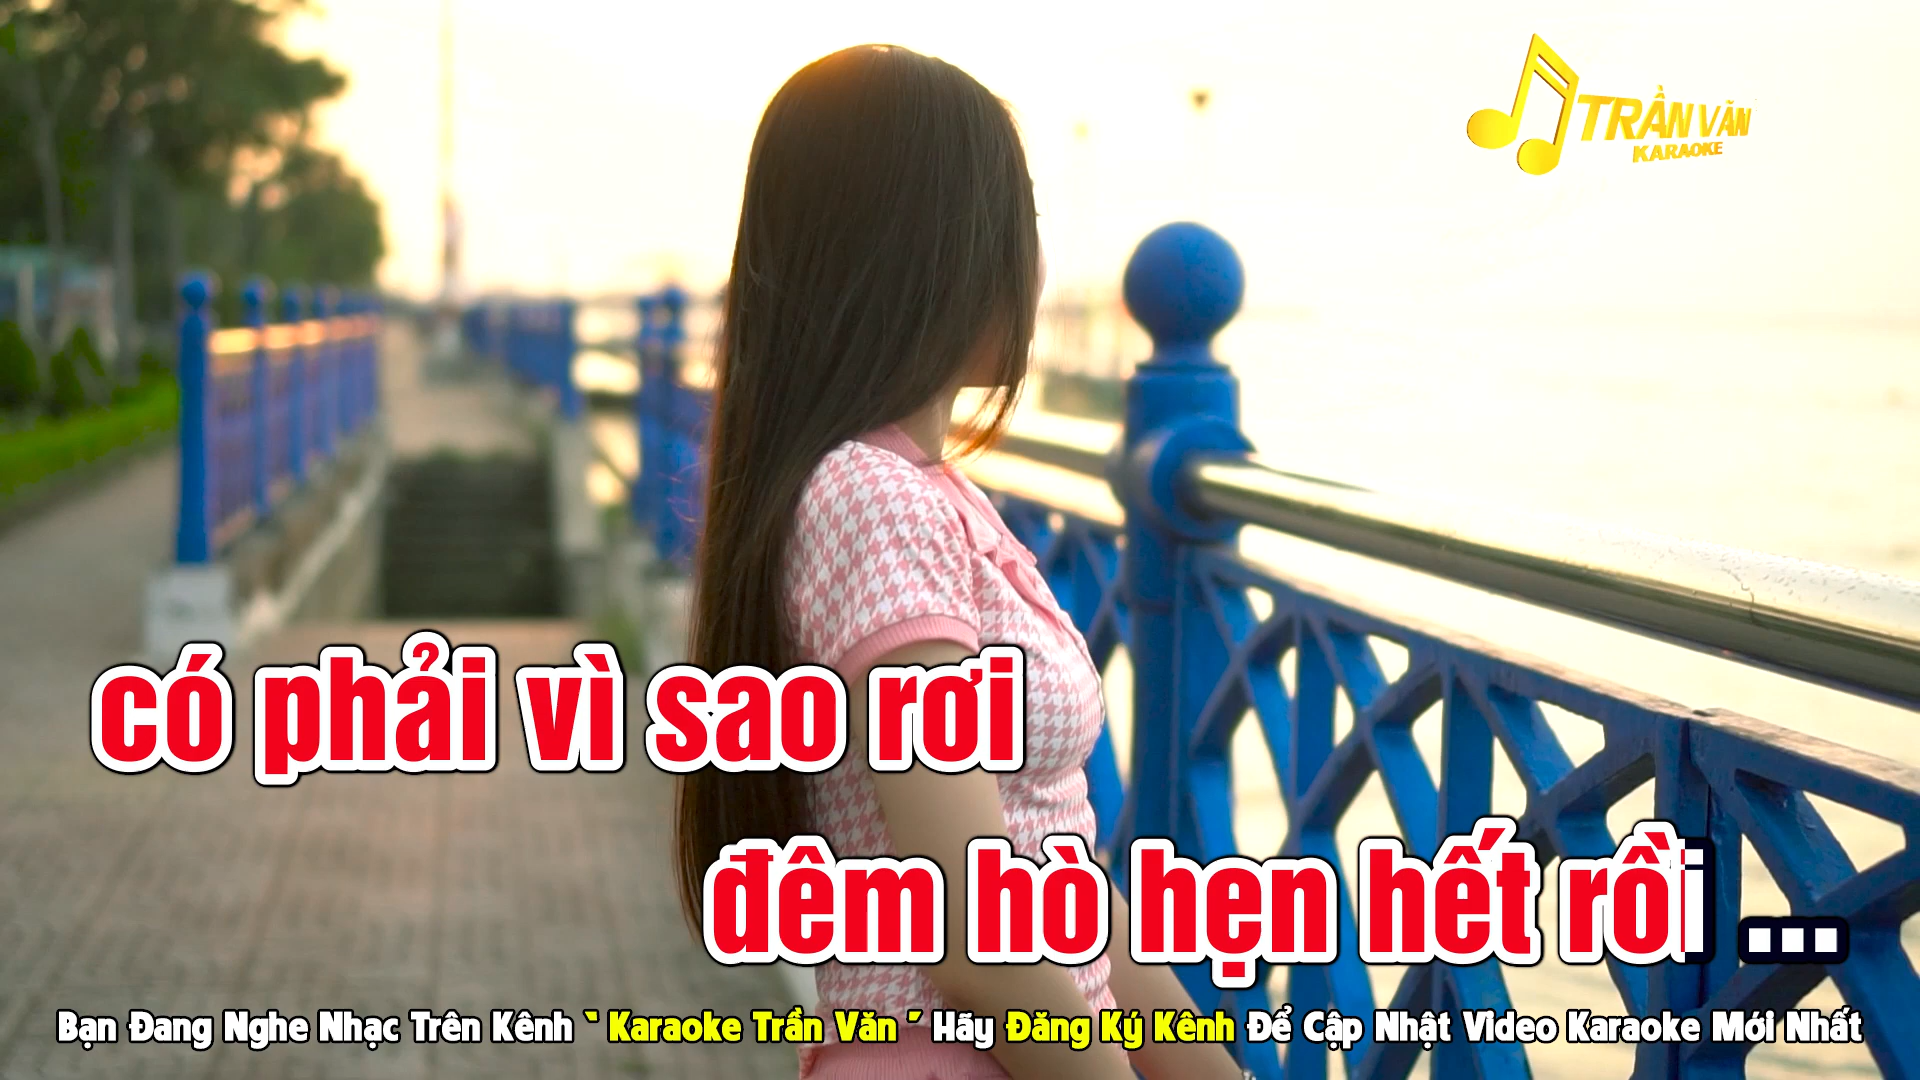 TRẦN VĂN
KARAOKE
có phải vì sao rơi
đêm hò hẹn hết rồi ...
Bạn Đang Nghe Nhạc Trên Kênh ` Karaoke Trần Văn ´ Hãy Đăng Ký Kênh Để Cập Nhật Video Karaoke Mới Nhất